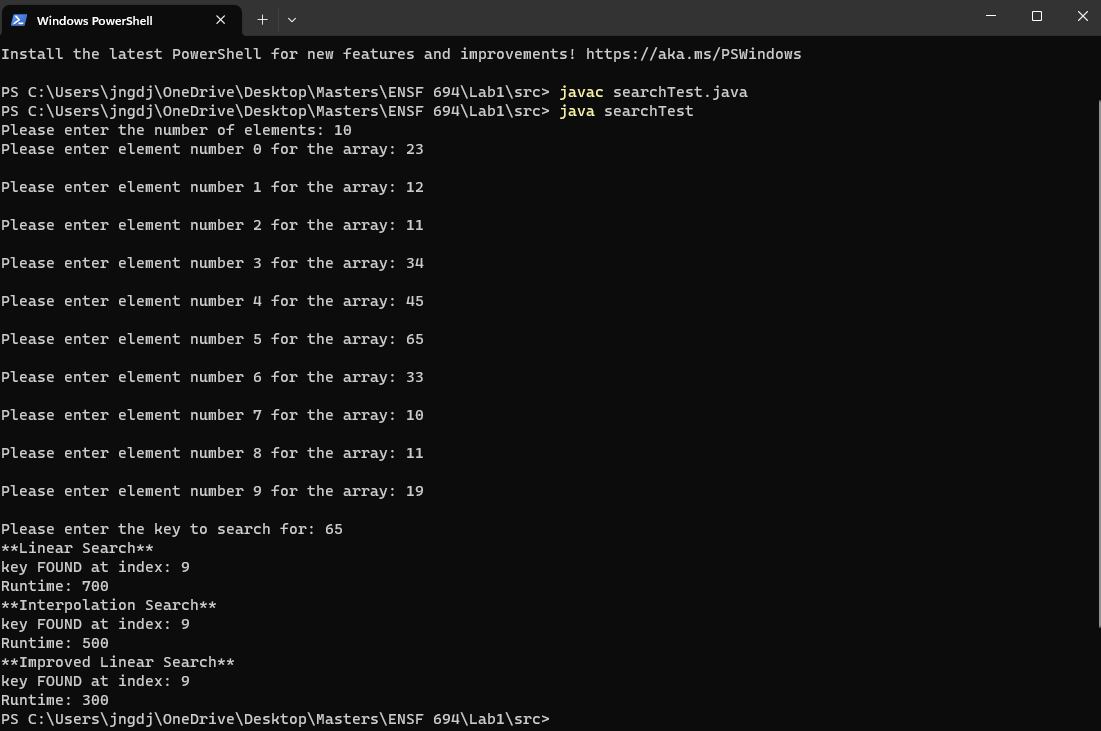 Windows PowerShell
Install the latest PowerShell for new features and improvements! https://aka.ms/PSWindows
PS C:\Users\jngdj\OneDrive\Desktop\Masters\ENSF 694\Lab1\src> javac searchTest.java
PS C:\Users\jngdj\OneDrive\Desktop\Masters\ENSF 694\Lab1\src> java searchTest
Please enter the number of elements: 10
Please enter element number 0 for the array: 23
Please enter element number 1 for the array: 12
Please enter element number 2 for the array: 11
Please enter element number 3 for the array: 34
Please enter element number 4 for the array: 45
Please enter element number 5 for the array: 65
Please enter element number 6 for the array: 33
Please enter element number 7 for the array: 10
Please enter element number 8 for the array: 11
Please enter element number 9 for the array: 19
Please enter the key to search for: 65
**Linear Search**
key FOUND at index: 9
Runtime: 700
**Interpolation Search**
key FOUND at index: 9
Runtime: 500
**Improved Linear Search**
key FOUND at index: 9
Runtime: 300
PS C:\Users\jngdj\OneDrive\Desktop\Masters\ENSF 694\Lab1\src>